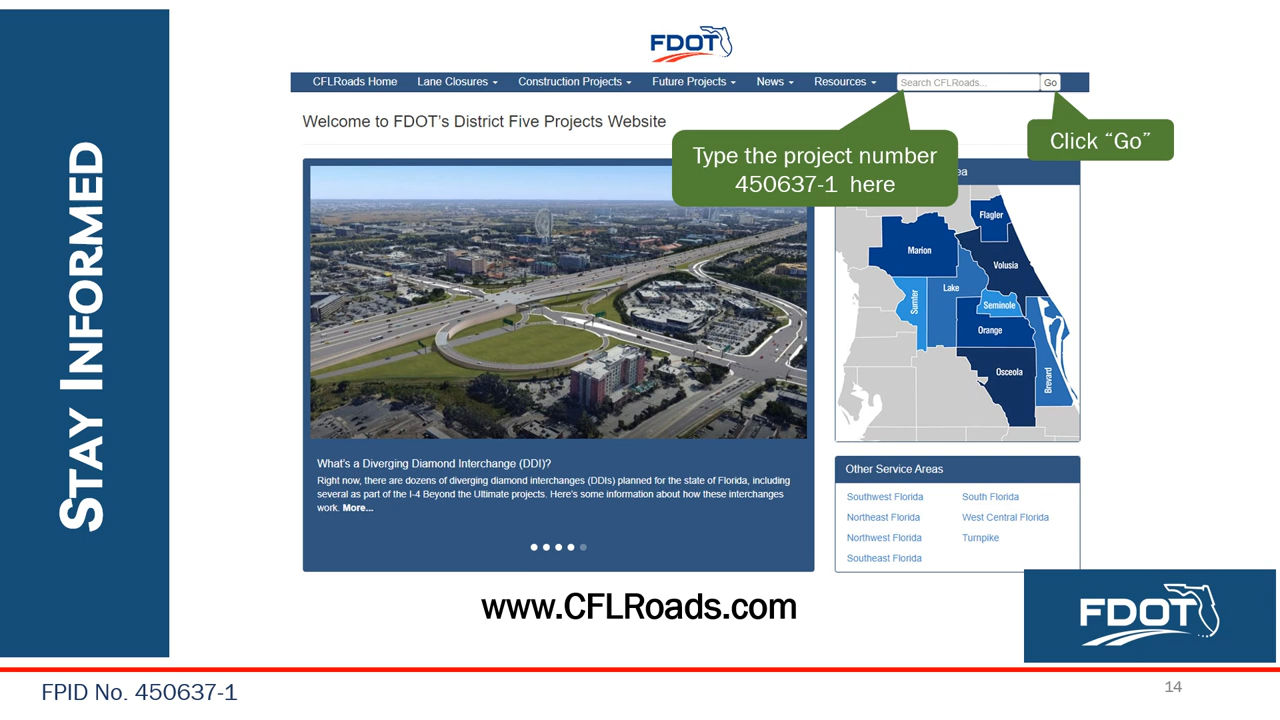 STAY INFORMED
FDOT
CFLRoads Home Lane Closures Construction Projects Future Projects News Resources Search CFLRoads... Go
Welcome to FDOT's District Five Projects Website
Type the project number
450637-1 here
Click “Go”
Flagler
Marion
Volusia
Lake
Sumter
Seminole
Orange
Osceola
Brevard
What's a Diverging Diamond Interchange (DDI)?
Right now, there are dozens of diverging diamond interchanges (DDIs) planned for the state of Florida, including
several as part of the I-4 Beyond the Ultimate projects. Here's some information about how these interchanges
work. More...
Other Service Areas
Southwest Florida South Florida
Northeast Florida West Central Florida
Northwest Florida Turnpike
Southeast Florida
www.CFLRoads.com
FDOT
FPID No. 450637-1
14